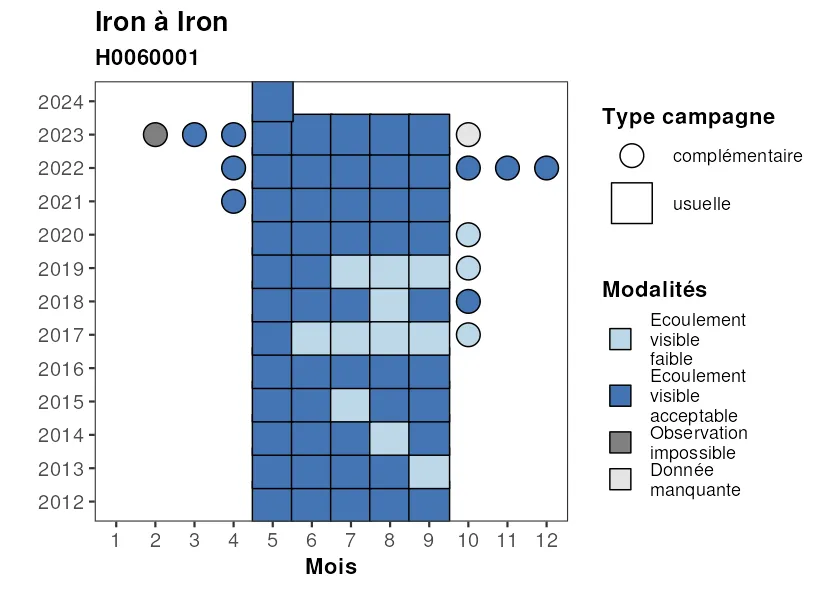 Iron à Iron
H0060001
2024
2023
2022
2021
2020
2019
2018
2017
2016
2015
2014
2013
2012
1 2 3 4 5 6 7 8 9 10 11 12
Mois
Type campagne
complémentaire
usuelle
Modalités
Ecoulement
visible
faible
Ecoulement
visible
acceptable
Observation
impossible
Donnée
manquante